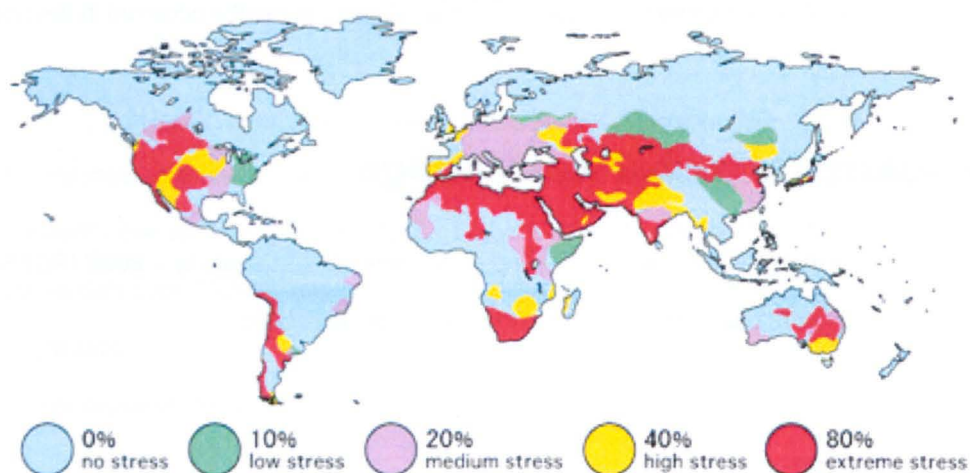 0%
no stress
10%
low stress
20%
medium stress
40%
high stress
80%
extreme stress